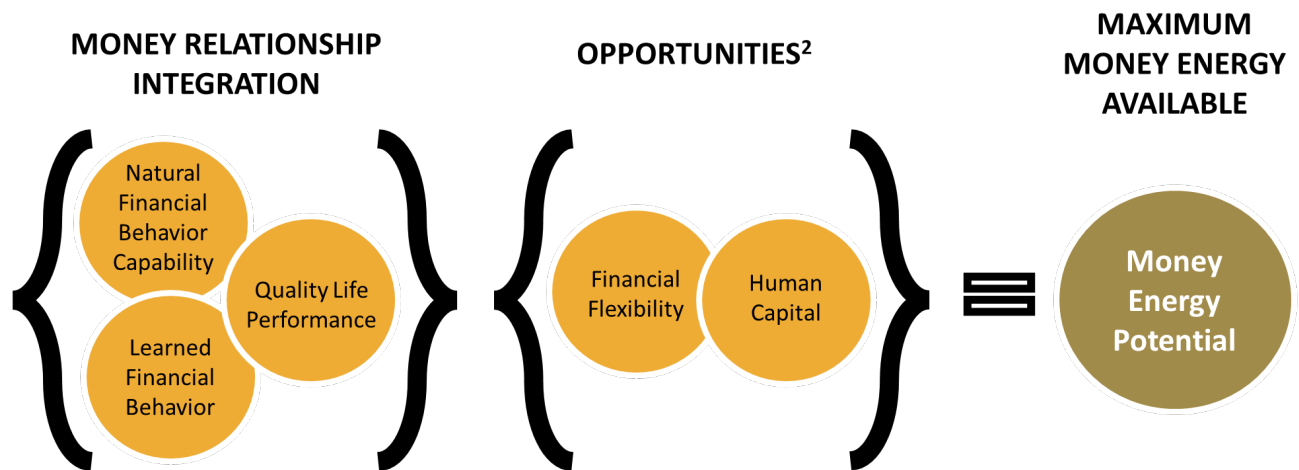 MONEY RELATIONSHIP
INTEGRATION
Natural
Financial
Behavior
Capability
Learned
Financial
Behavior
Quality Life
Performance
OPPORTUNITIES²
Financial
Flexibility
Human
Capital
=
MAXIMUM
MONEY ENERGY
AVAILABLE
Money
Energy
Potential